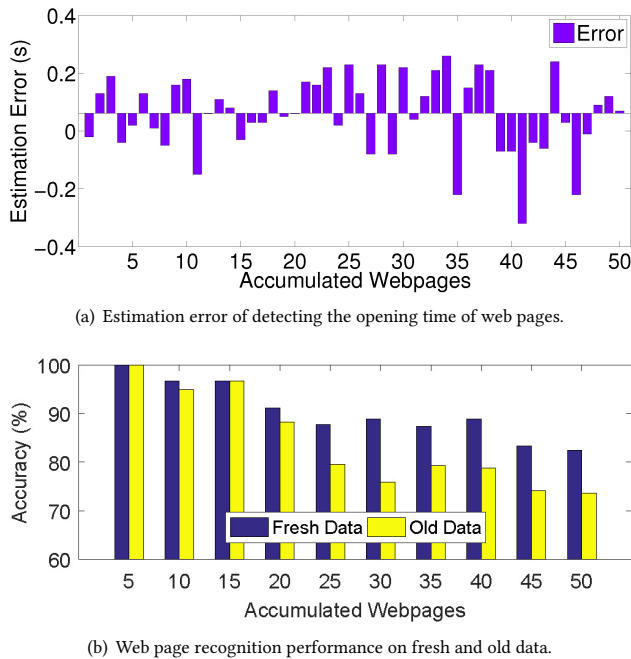 0.4
0.2
0
−0.2
−0.4
Estimation Error (s)
Error
5 10 15 20 25 30 35 40 45 50
Accumulated Webpages
(a) Estimation error of detecting the opening time of web pages.
100
90
80
70
60
Accuracy (%)
Fresh Data Old Data
5 10 15 20 25 30 35 40 45 50
Accumulated Webpages
(b) Web page recognition performance on fresh and old data.